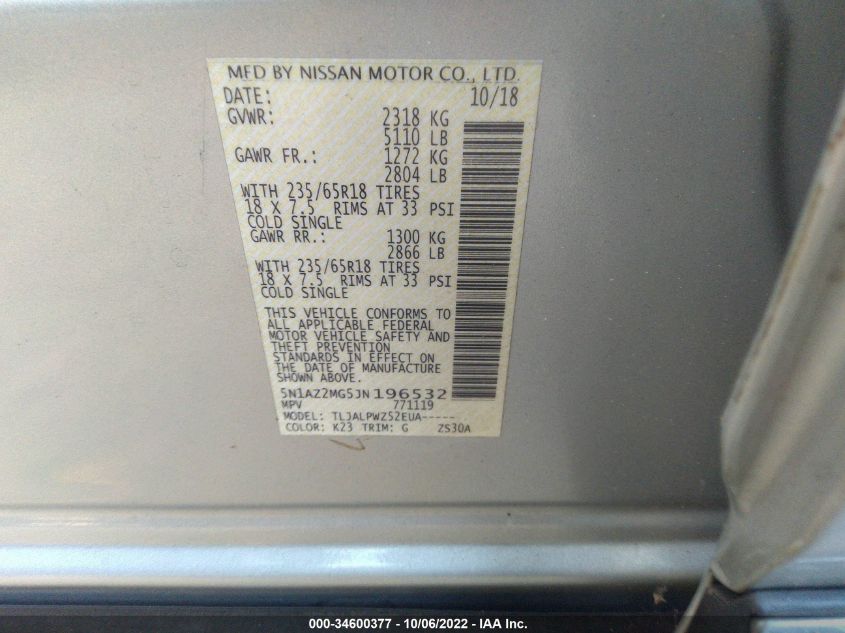 MFD BY NISSAN MOTOR CO., LTD.
DATE: 10/18
GVWR: 2318 KG
5110 LB
GAWR FR.: 1272 KG
2804 LB
WITH 235/65R18 TIRES
18 X 7.5 RIMS AT 33 PSI
COLD SINGLE
GAWR RR.: 1300 KG
2866 LB
WITH 235/65R18 TIRES
18 X 7.5 RIMS AT 33 PSI
COLD SINGLE
THIS VEHICLE CONFORMS TO
ALL APPLICABLE FEDERAL
MOTOR VEHICLE SAFETY AND
THEFT PREVENTION
STANDARDS IN EFFECT ON
THE DATE OF MANUFACTURE
SHOWN ABOVE.
5N1AZ2MG5JN196532
MPV 771119
MODEL: TLJALPWZ52EUA-----
COLOR: K23 TRIM: G ZS30A
000-34600377 - 10/06/2022 - IAA Inc.